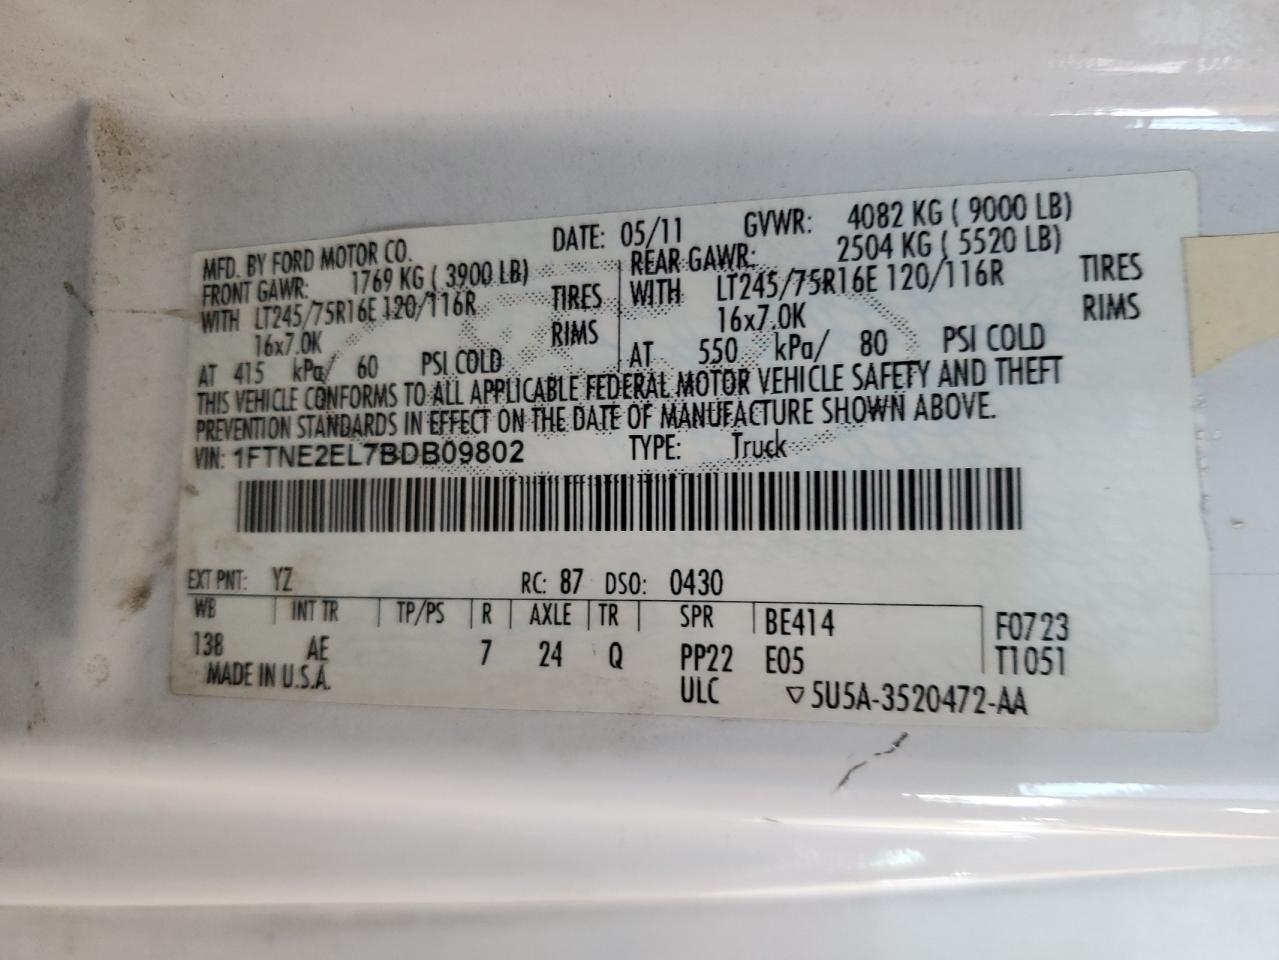 MFD. BY FORD MOTOR CO. DATE: 05/11 GVWR: 4082 KG ( 9000 LB)
FRONT GAWR: 1769 KG ( 3900 LB) REAR GAWR: 2504 KG ( 5520 LB)
WITH LT245/75R16E 120/116R TIRES WITH LT245/75R16E 120/116R TIRES
16x7.0K RIMS 16x7.0K RIMS
AT 415 kPa/ 60 PSI COLD AT 550 kPa/ 80 PSI COLD
THIS VEHICLE CONFORMS TO ALL APPLICABLE FEDERAL MOTOR VEHICLE SAFETY AND THEFT
PREVENTION STANDARDS IN EFFECT ON THE DATE OF MANUFACTURE SHOWN ABOVE.
VIN: 1FTNE2EL7BDB09802 TYPE: Truck
EXT PNT: YZ RC: 87 DSO: 0430
WB INT TR TP/PS R AXLE TR SPR BE414 F0723
138 AE 7 24 Q PP22 E05 T1051
MADE IN U.S.A. ULC ▽5U5A-3520472-AA